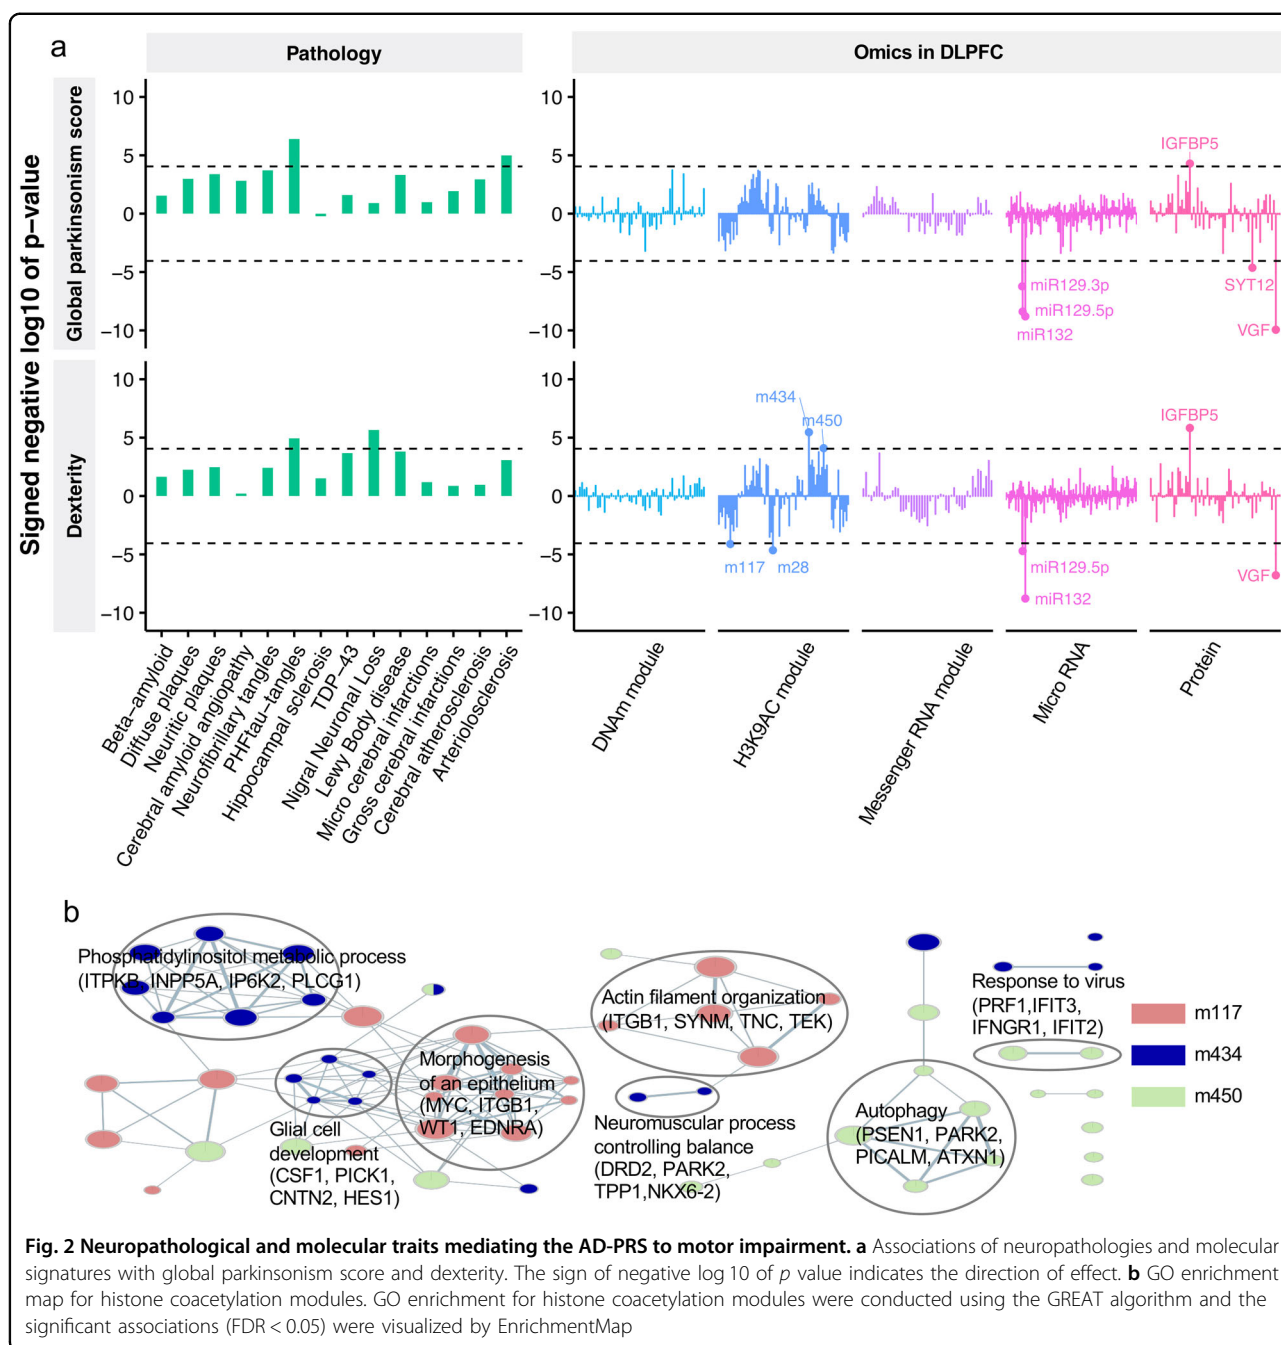 a
Pathology
Omics in DLPFC
Signed negative log10 of p−value
Global parkinsonism score
10
5
0
−5
−10
10
5
0
−5
−10
IGFBP5
miR129.3p
miR129.5p
miR132
SYT12
VGF
Dexterity
10
5
0
−5
−10
10
5
0
−5
−10
m434
m450
m117
m28
miR129.5p
miR132
IGFBP5
VGF
Beta−amyloid
Diffuse plaques
Neuritic plaques
Cerebral amyloid angiopathy
Neurofibrillary tangles
PHFtau−tangles
Hippocampal sclerosis
TDP−43
Nigral Neuronal Loss
Lewy Body disease
Micro cerebral infarctions
Gross cerebral infarctions
Cerebral atherosclerosis
Arteriolosclerosis
DNAm module
H3K9AC module
Messenger RNA module
Micro RNA
Protein
b
Phosphatidylinositol metabolic process
(ITPKB, INPP5A, IP6K2, PLCG1)
Glial cell
development
(CSF1, PICK1,
CNTN2, HES1)
Morphogenesis
of an epithelium
(MYC, ITGB1,
WT1, EDNRA)
Actin filament organization
(ITGB1, SYNM, TNC, TEK)
Neuromuscular process
controlling balance
(DRD2, PARK2,
TPP1,NKX6-2)
Autophagy
(PSEN1, PARK2,
PICALM, ATXN1)
Response to virus
(PRF1,IFIT3,
IFNGR1, IFIT2)
m117
m434
m450
Fig. 2 Neuropathological and molecular traits mediating the AD-PRS to motor impairment. a Associations of neuropathologies and molecular
signatures with global parkinsonism score and dexterity. The sign of negative log 10 of p value indicates the direction of effect. b GO enrichment
map for histone coacetylation modules. GO enrichment for histone coacetylation modules were conducted using the GREAT algorithm and the
significant associations (FDR < 0.05) were visualized by EnrichmentMap